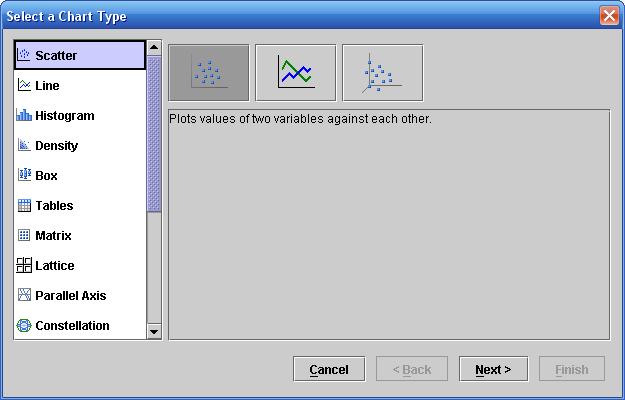 Select a Chart Type
Scatter
Line
Histogram
Density
Box
Tables
Matrix
Lattice
Parallel Axis
Constellation
Plots values of two variables against each other.
Cancel
< Back
Next >
Finish